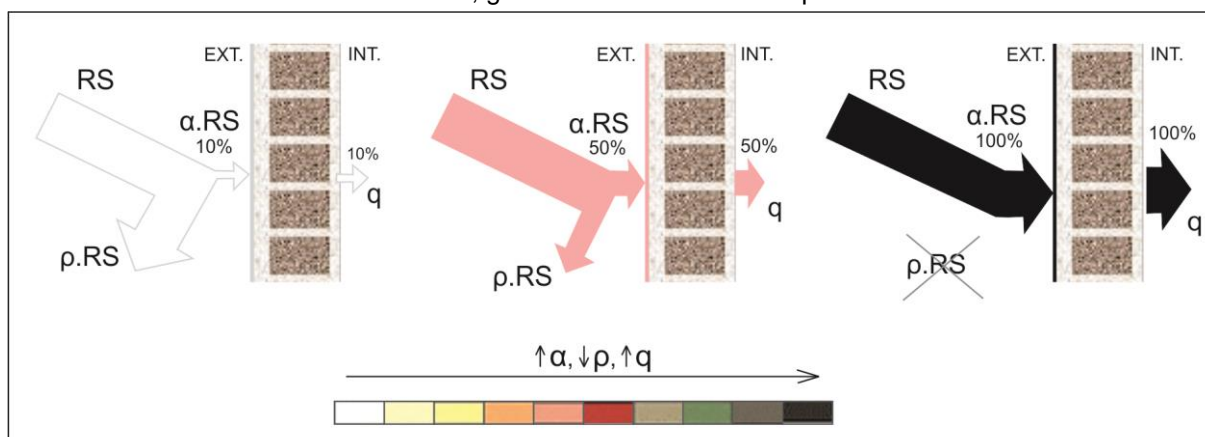 EXT.
INT.
RS
α.RS
10%
10%
q
ρ.RS
EXT.
INT.
RS
α.RS
50%
50%
q
ρ.RS
EXT.
INT.
RS
α.RS
100%
100%
q
ρ.RS
↑α,↓ρ,↑q